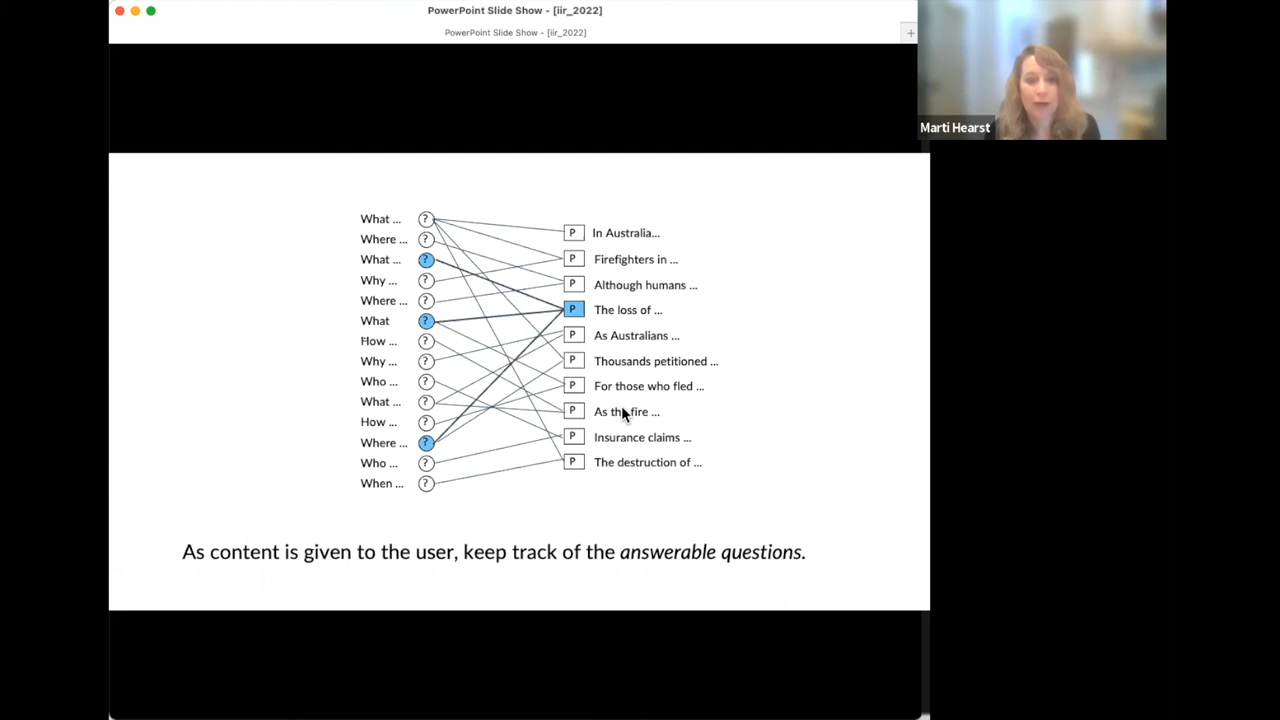 PowerPoint Slide Show - [iir_2022]
PowerPoint Slide Show - [iir_2022]
+
Marti Hearst
What ... ?
Where ... ?
What ... ?
Why ... ?
Where ... ?
What ?
How ... ?
Why ... ?
Who ... ?
What ... ?
How ... ?
Where ... ?
Who ... ?
When ... ?
P In Australia...
P Firefighters in ...
P Although humans ...
P The loss of ...
P As Australians ...
P Thousands petitioned ...
P For those who fled ...
P As the fire ...
P Insurance claims ...
P The destruction of ...
As content is given to the user, keep track of the answerable questions.